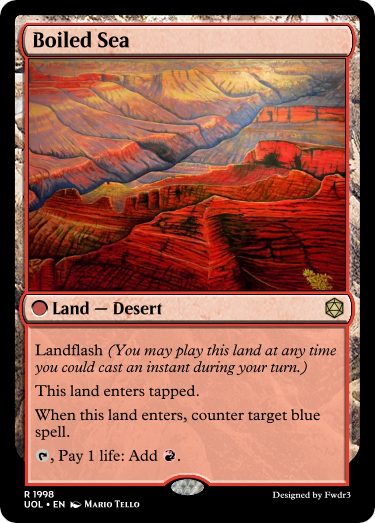 Boiled Sea
Land — Desert
Landflash (You may play this land at any time
you could cast an instant during your turn.)
This land enters tapped.
When this land enters, counter target blue
spell.
, Pay 1 life: Add .
R 1998
UOL • EN Mario Tello
Designed by Fwdr3